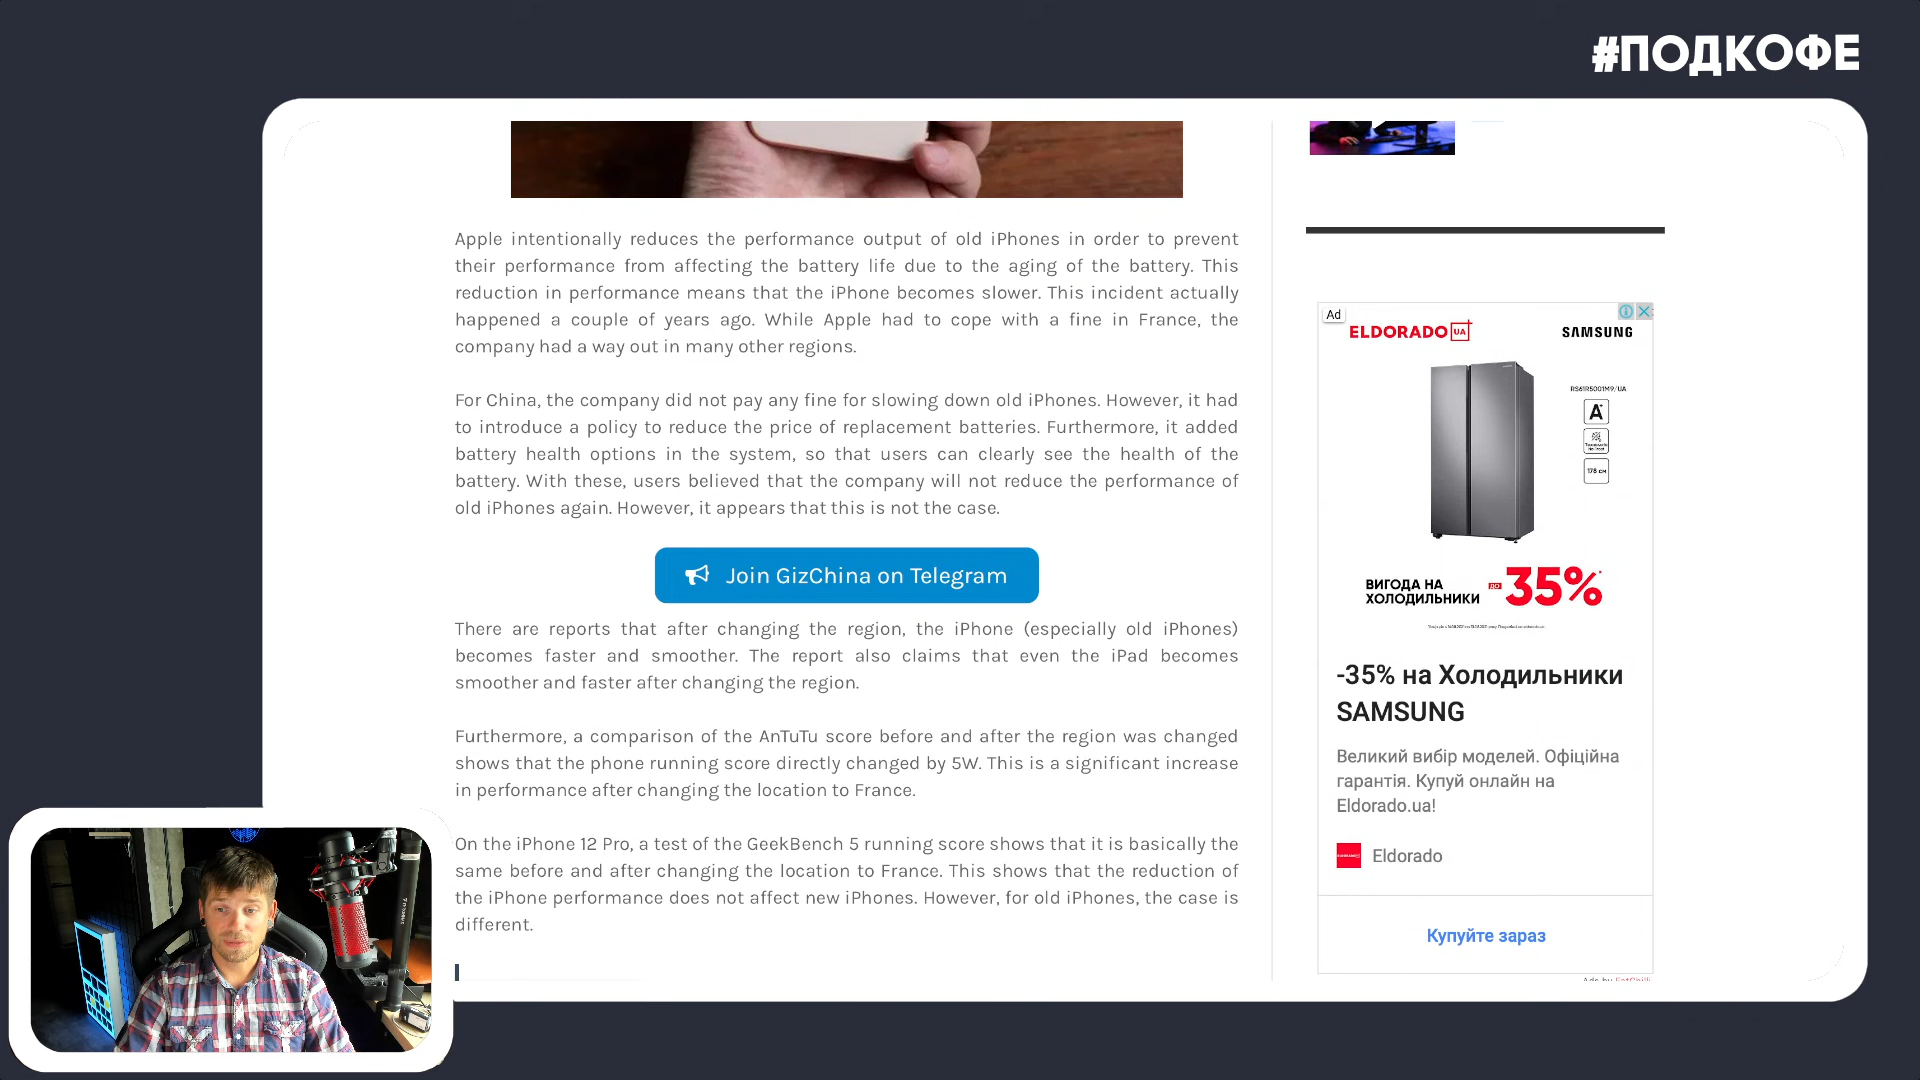 #ПОДКОФЕ
Apple intentionally reduces the performance output of old iPhones in order to prevent
their performance from affecting the battery life due to the aging of the battery. This
reduction in performance means that the iPhone becomes slower. This incident actually
happened a couple of years ago. While Apple had to cope with a fine in France, the
company had a way out in many other regions.
For China, the company did not pay any fine for slowing down old iPhones. However, it had
to introduce a policy to reduce the price of replacement batteries. Furthermore, it added
battery health options in the system, so that users can clearly see the health of the
battery. With these, users believed that the company will not reduce the performance of
old iPhones again. However, it appears that this is not the case.
Join GizChina on Telegram
There are reports that after changing the region, the iPhone (especially old iPhones)
becomes faster and smoother. The report also claims that even the iPad becomes
smoother and faster after changing the region.
Furthermore, a comparison of the AnTuTu score before and after the region was changed
shows that the phone running score directly changed by 5W. This is a significant increase
in performance after changing the location to France.
On the iPhone 12 Pro, a test of the GeekBench 5 running score shows that it is basically the
same before and after changing the location to France. This shows that the reduction of
the iPhone performance does not affect new iPhones. However, for old iPhones, the case is
different.
Ad
ELDORADO UA
SAMSUNG
RS61R5001M9/UA
A+
No Frost
178 см
ВИГОДА НА
ХОЛОДИЛЬНИКИ
до 35%*
-35% на Холодильники
SAMSUNG
Великий вибір моделей. Офіційна
гарантія. Купуй онлайн на
Eldorado.ua!
Eldorado
Купуйте зараз